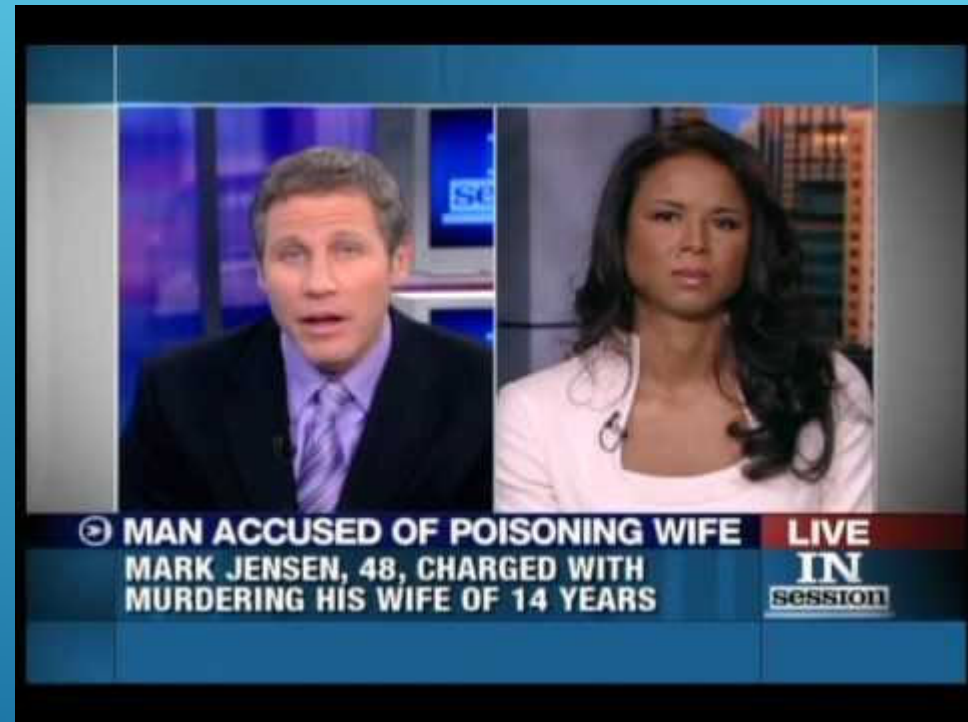 se
MAN ACCUSED OF POISONING WIFE
MARK JENSEN, 48, CHARGED WITH
MURDERING HIS WIFE OF 14 YEARS
LIVE
IN
session